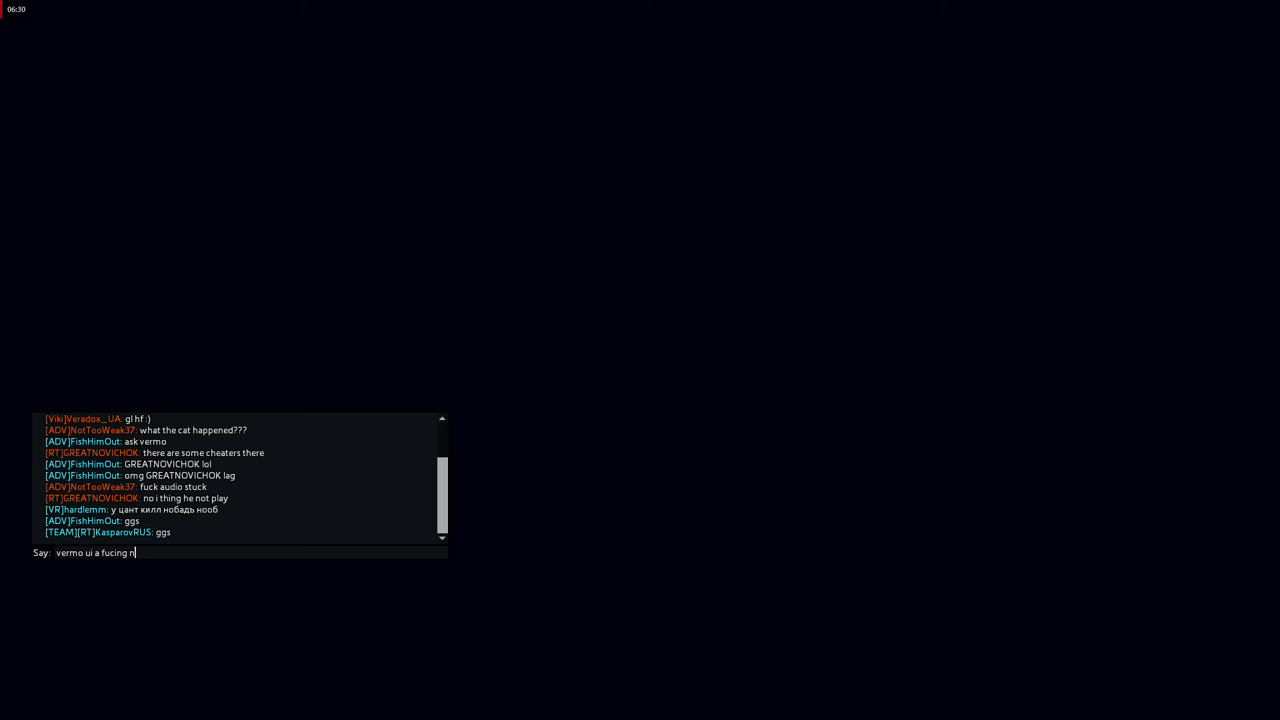 06:30
[Viki]Veradox_UA: gl hf :)
[ADV]NotTooWeak37: what the cat happened???
[ADV]FishHimOut: ask vermo
[RT]GREATNOVICHOK: there are some cheaters there
[ADV]FishHimOut: GREATNOVICHOK lol
[ADV]FishHimOut: omg GREATNOVICHOK lag
[ADV]NotTooWeak37: fuck audio stuck
[RT]GREATNOVICHOK: no i thing he not play
[VR]hardlemm: у цант килл нобадь нооб
[ADV]FishHimOut: ggs
[TEAM][RT]KasparovRUS: ggs
Say: vermo ui a fucing n